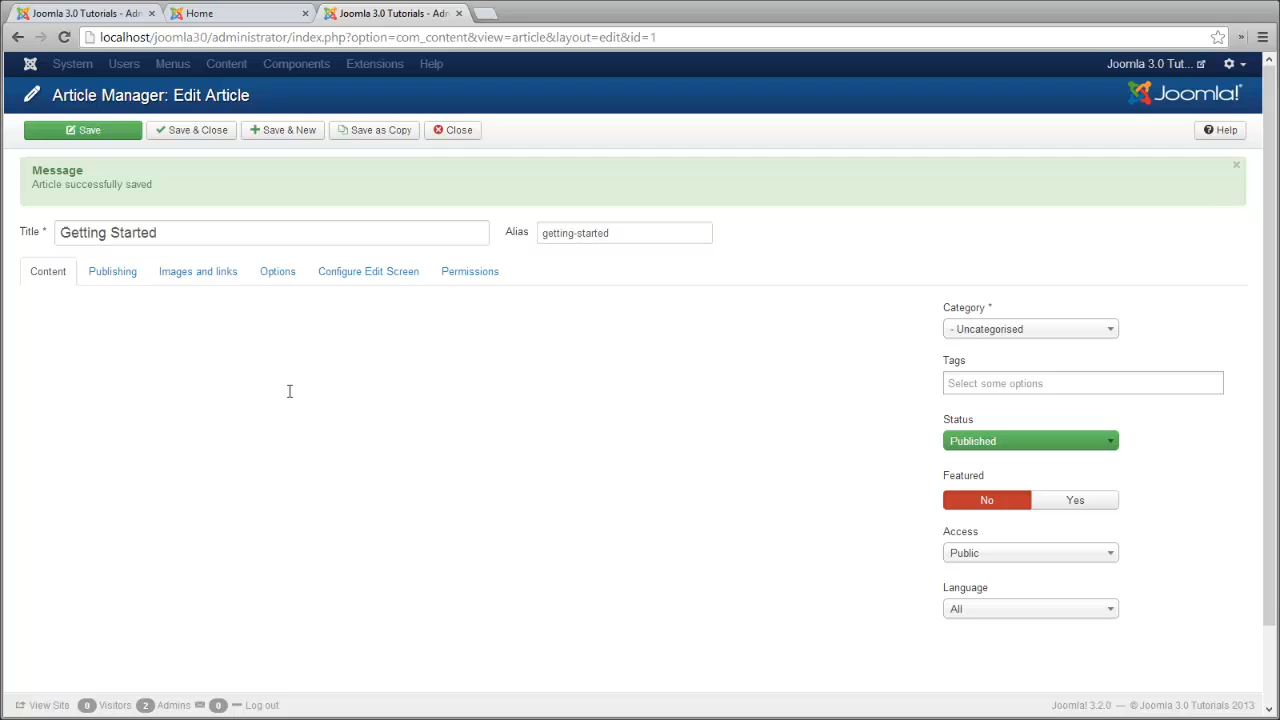 Joomla 3.0 Tutorials - Adn
Home
Joomla 3.0 Tutorials - Adn
localhost/joomla30/administrator/index.php?option=com_content&view=article&layout=edit&id=1
System Users Menus Content Components Extensions Help
Joomla 3.0 Tut...
Article Manager: Edit Article
Joomla!®
Save
Save & Close
Save & New
Save as Copy
Close
Help
Message
Article successfully saved
Title * Getting Started
Alias getting-started
Content Publishing Images and links Options Configure Edit Screen Permissions
Category *
- Uncategorised
Tags
Select some options
Status
Published
Featured
No Yes
Access
Public
Language
All
View Site 0 Visitors 2 Admins 0 Log out
Joomla! 3.2.0 — © Joomla 3.0 Tutorials 2013